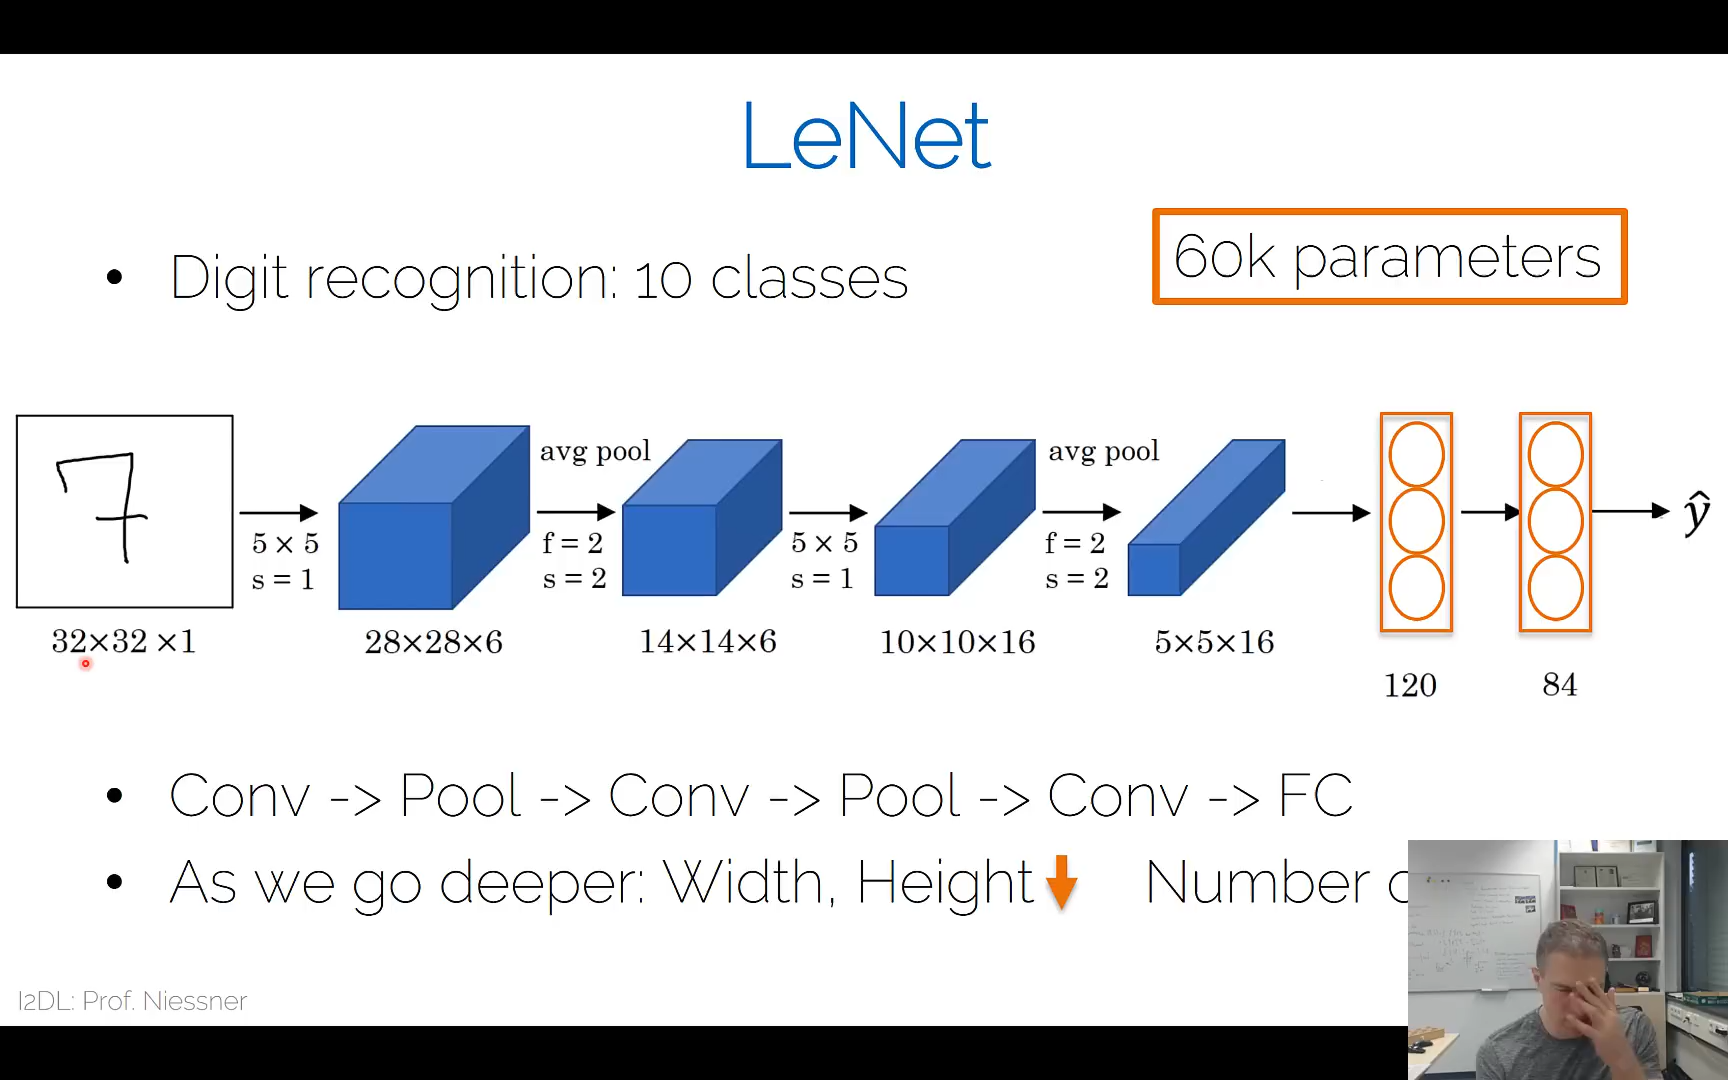 LeNet
• Digit recognition: 10 classes
60k parameters
7
avg pool
avg pool
5 × 5
s = 1
f = 2
s = 2
5 × 5
s = 1
f = 2
s = 2
ŷ
32×32 ×1
28×28×6
14×14×6
10×10×16
5×5×16
120
84
• Conv -> Pool -> Conv -> Pool -> Conv -> FC
• As we go deeper: Width, Height Number
I2DL: Prof. Niessner